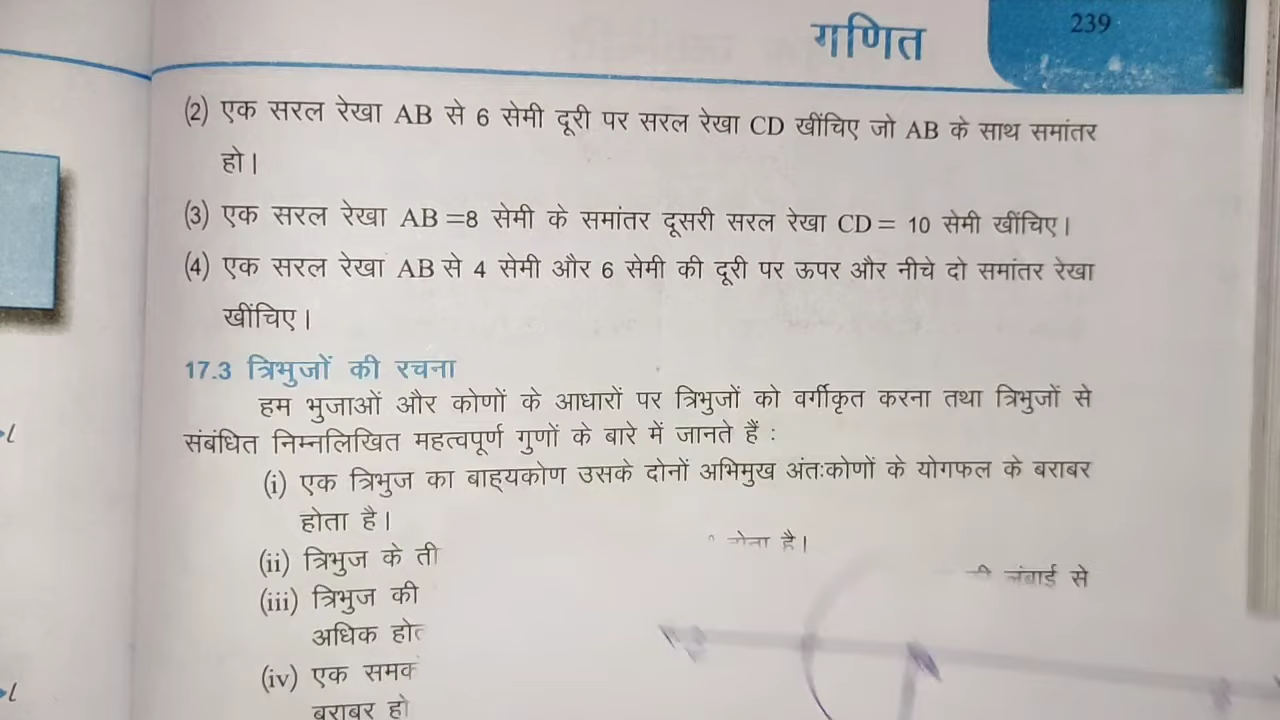 गणित 239
(2) एक सरल रेखा AB से 6 सेमी दूरी पर सरल रेखा CD खींचिए जो AB के साथ समांतर
हो।
(3) एक सरल रेखा AB =8 सेमी के समांतर दूसरी सरल रेखा CD = 10 सेमी खींचिए।
(4) एक सरल रेखा AB से 4 सेमी और 6 सेमी की दूरी पर ऊपर और नीचे दो समांतर रेखा
खींचिए।
17.3 त्रिभुजों की रचना
हम भुजाओं और कोणों के आधारों पर त्रिभुजों को वर्गीकृत करना तथा त्रिभुजों से
संबंधित निम्नलिखित महत्वपूर्ण गुणों के बारे में जानते हैं :
(i) एक त्रिभुज का बाह्यकोण उसके दोनों अभिमुख अंतःकोणों के योगफल के बराबर
होता है।
(ii) त्रिभुज के ती है।
(iii) त्रिभुज की लंबाई से
अधिक
(iv) एक
बराबर हो
l
l